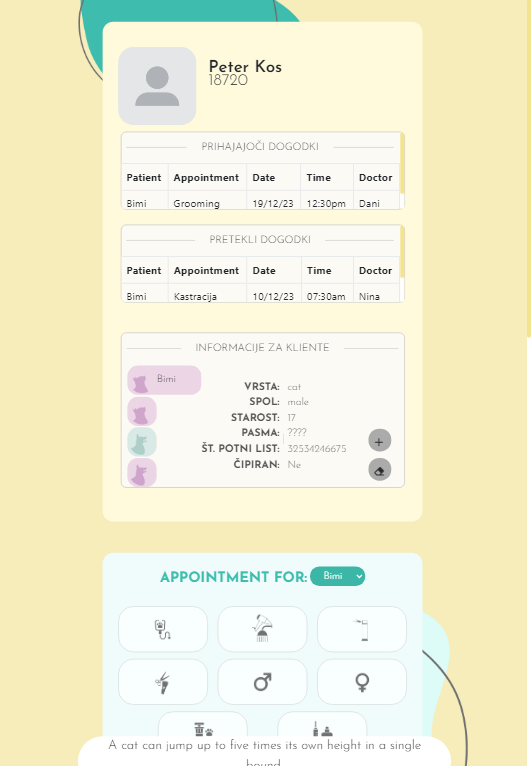 Peter Kos
18720
PRIHAJAJOČI DOGODKI
Patient Appointment Date Time Doctor
Bimi Grooming 19/12/23 12:30pm Dani
PRETEKLI DOGODKI
Patient Appointment Date Time Doctor
Bimi Kastracija 10/12/23 07:30am Nina
INFORMACIJE ZA KLIENTE
Bimi
VRSTA: cat
SPOL: male
STAROST: 17
PASMA: ????
ŠT. POTNI LIST: 32534246675
ČIPIRAN: Ne
APPOINTMENT FOR: Bimi
A cat can jump up to five times its own height in a single
bound.